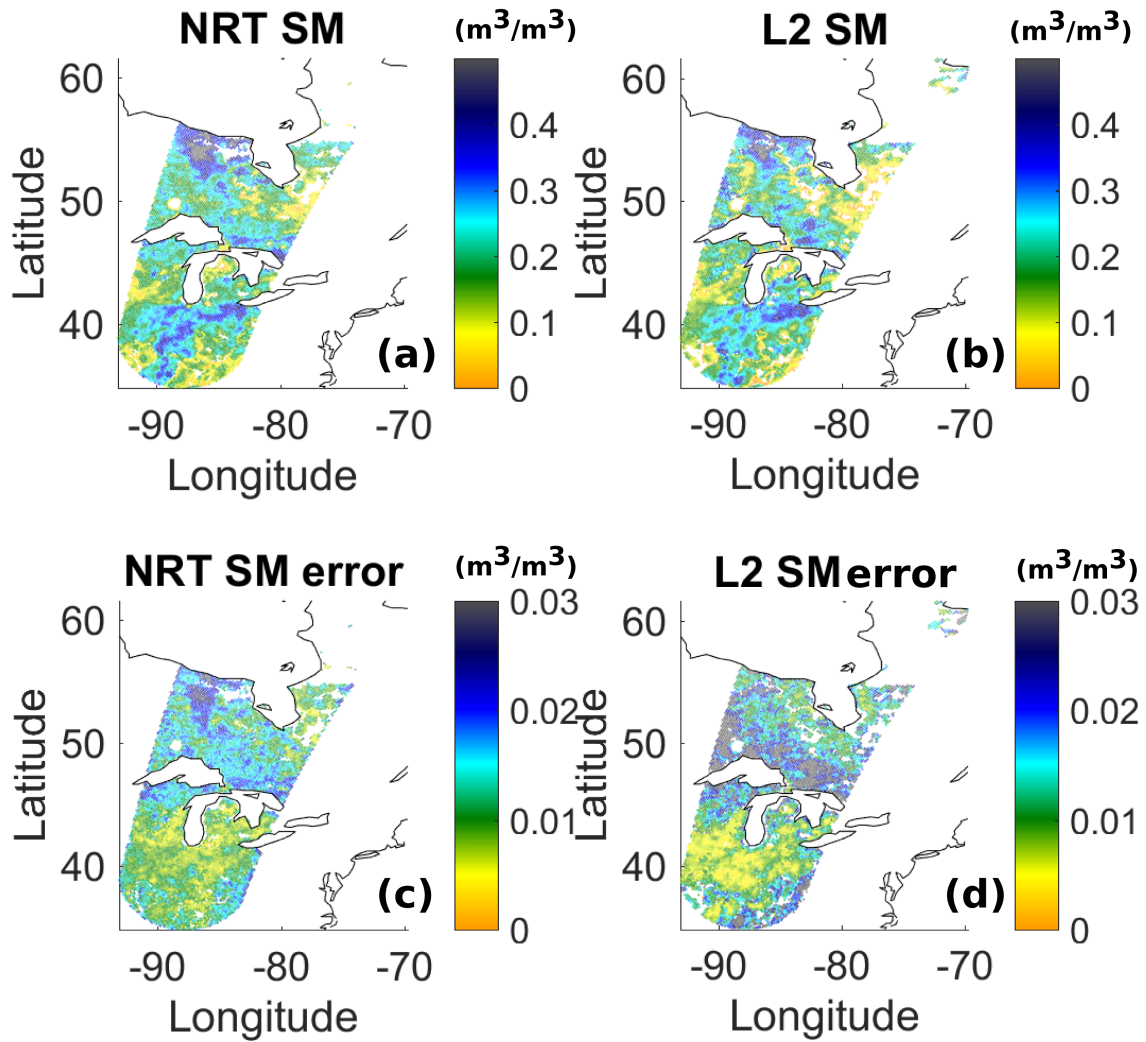 NRT SM
(m³/m³)
60
50
40
Latitude
0.4
0.3
0.2
0.1
0
(a)
-90
-80
-70
Longitude
L2 SM
(m³/m³)
60
50
40
Latitude
0.4
0.3
0.2
0.1
0
(b)
-90
-80
-70
Longitude
NRT SM error
(m³/m³)
60
50
40
Latitude
0.03
0.02
0.01
0
(c)
-90
-80
-70
Longitude
L2 SM error
(m³/m³)
60
50
40
Latitude
0.03
0.02
0.01
0
(d)
-90
-80
-70
Longitude